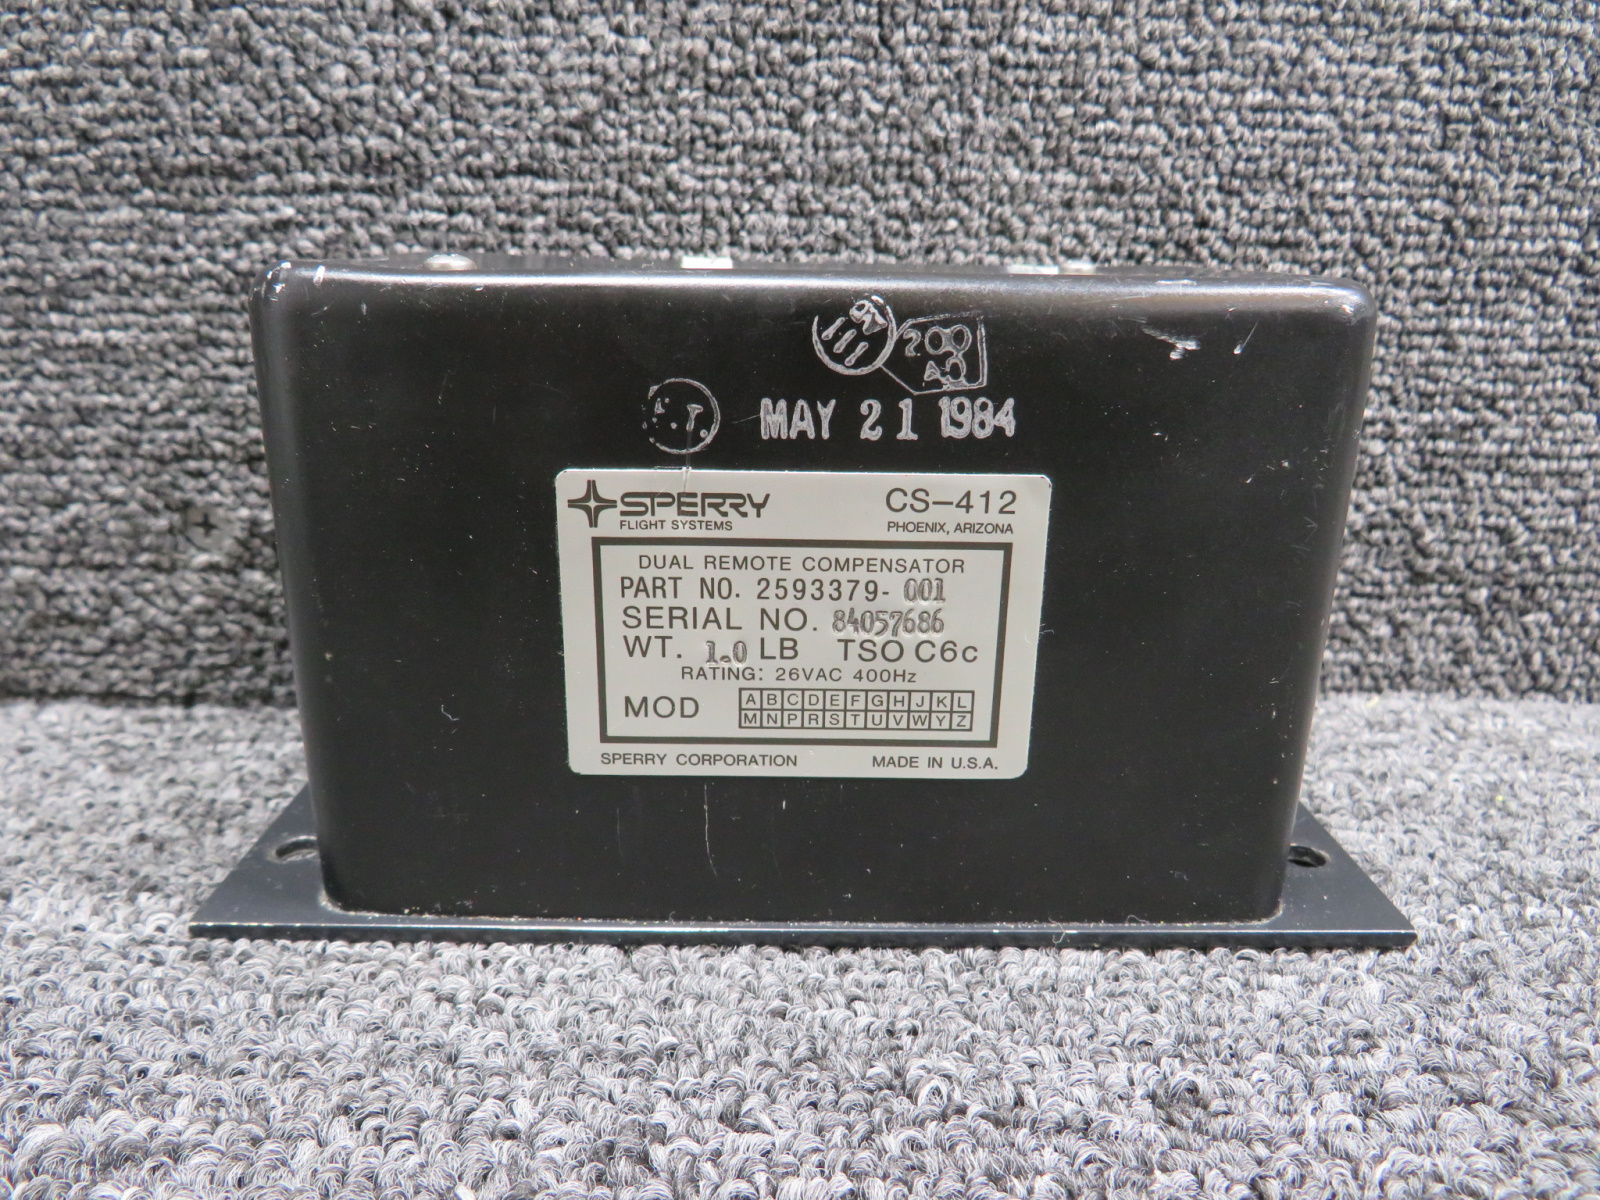 200
MAY 21 1984
SPERRY
FLIGHT SYSTEMS
CS-412
PHOENIX, ARIZONA
DUAL REMOTE COMPENSATOR
PART NO. 2593379- 001
SERIAL NO. 84057686
WT. 1.0 LB TSO C6c
RATING: 26VAC 400Hz
MOD
A B C D E F G H J K L
M N P R S T U V W Y Z
SPERRY CORPORATION
MADE IN U.S.A.